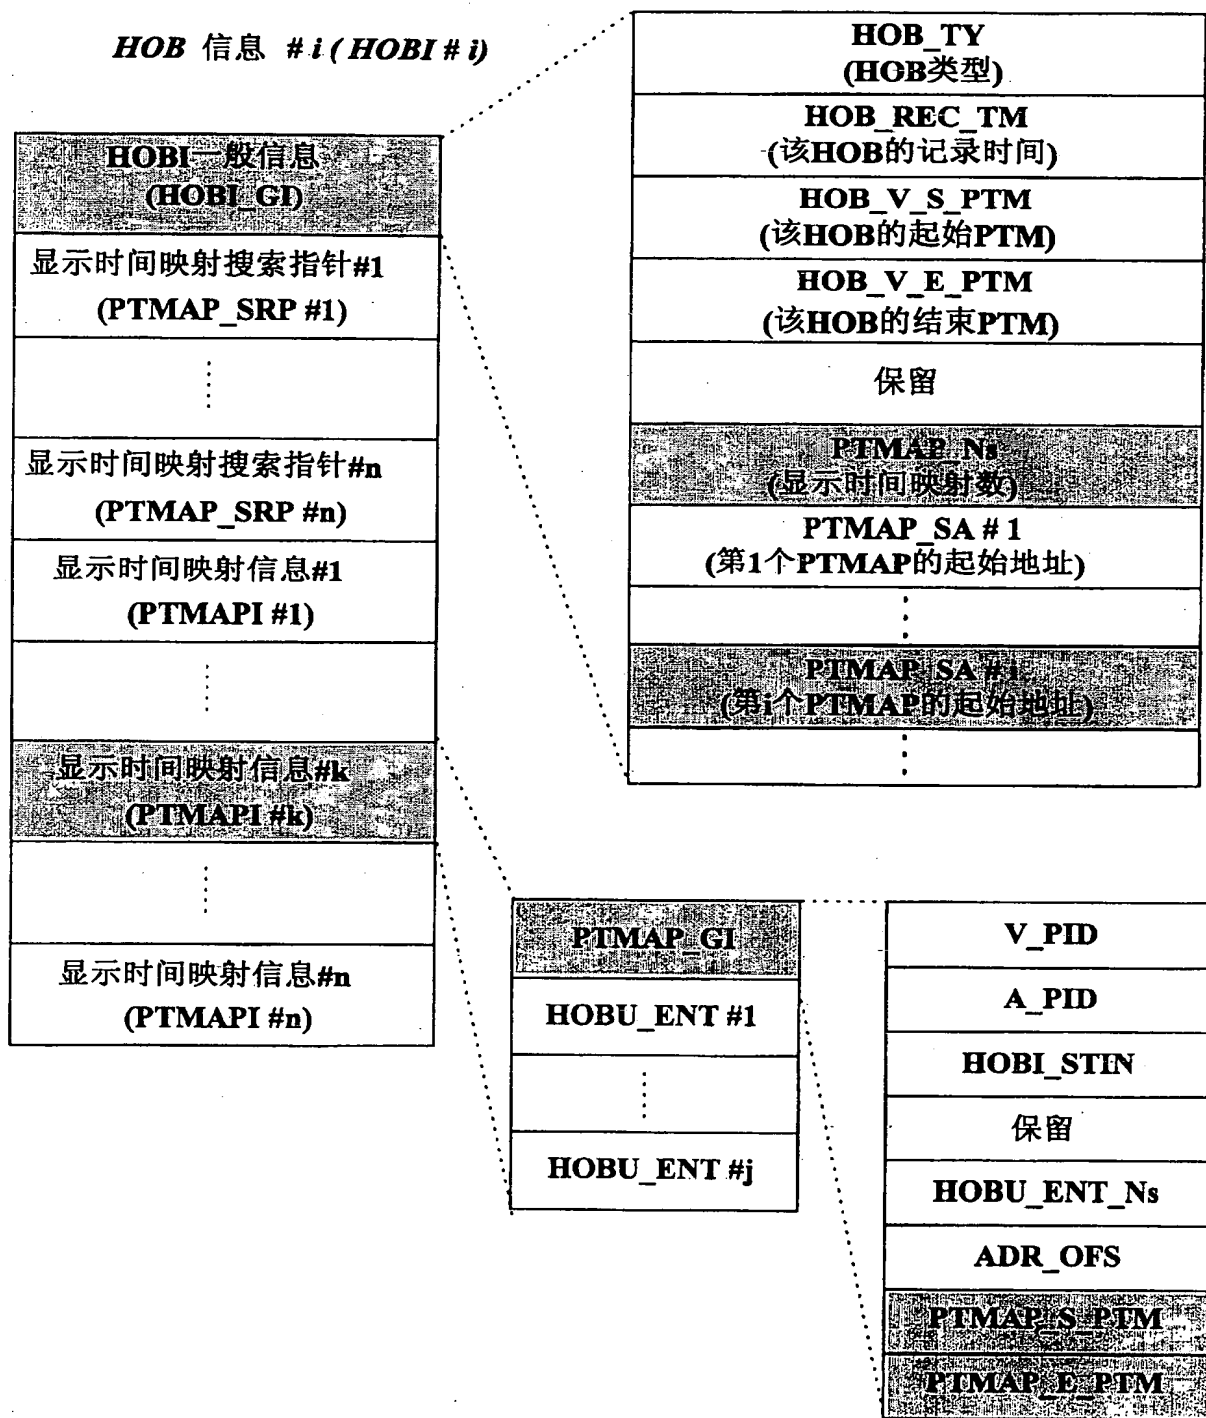 HOB 信息 # i ( HOBI # i)
HOBI一般信息
(HOBI_GI)
显示时间映射搜索指针#1
(PTMAP_SRP #1)
显示时间映射搜索指针#n
(PTMAP_SRP #n)
显示时间映射信息#1
(PTMAPI #1)
显示时间映射信息#k
(PTMAPI #k)
显示时间映射信息#n
(PTMAPI #n)
HOB_TY
(HOB类型)
HOB_REC_TM
(该HOB的记录时间)
HOB_V_S_PTM
(该HOB的起始PTM)
HOB_V_E_PTM
(该HOB的结束PTM)
保留
PTMAP_Ns
(显示时间映射数)
PTMAP_SA # 1
(第1个PTMAP的起始地址)
PTMAP_SA # i
(第i个PTMAP的起始地址)
PTMAP_GI
HOBU_ENT #1
HOBU_ENT #j
V_PID
A_PID
HOBI_STIN
保留
HOBU_ENT_Ns
ADR_OFS
PTMAP_S_PTM
PTMAP_E_PTM